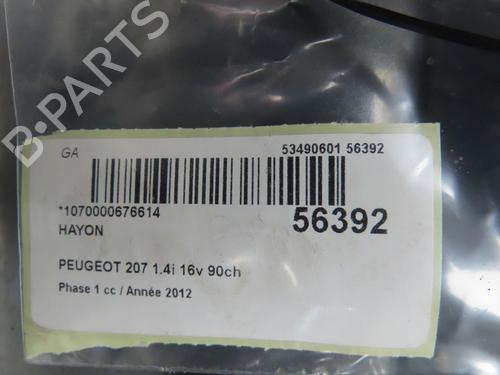 B-PARTS
GA
53490601 56392
*1070000676614
56392
HAYON
PEUGEOT 207 1.4i 16v 90ch
Phase 1 cc / Année 2012